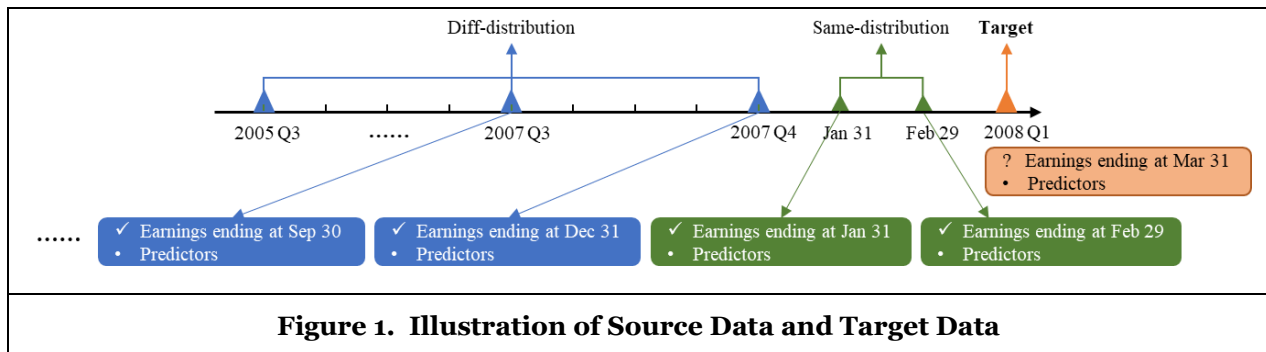 Diff-distribution
Same-distribution
Target
2005 Q3
......
2007 Q3
2007 Q4
Jan 31
Feb 29
2008 Q1
? Earnings ending at Mar 31
• Predictors
......
✓ Earnings ending at Sep 30
• Predictors
✓ Earnings ending at Dec 31
• Predictors
✓ Earnings ending at Jan 31
• Predictors
✓ Earnings ending at Feb 29
• Predictors
Figure 1. Illustration of Source Data and Target Data